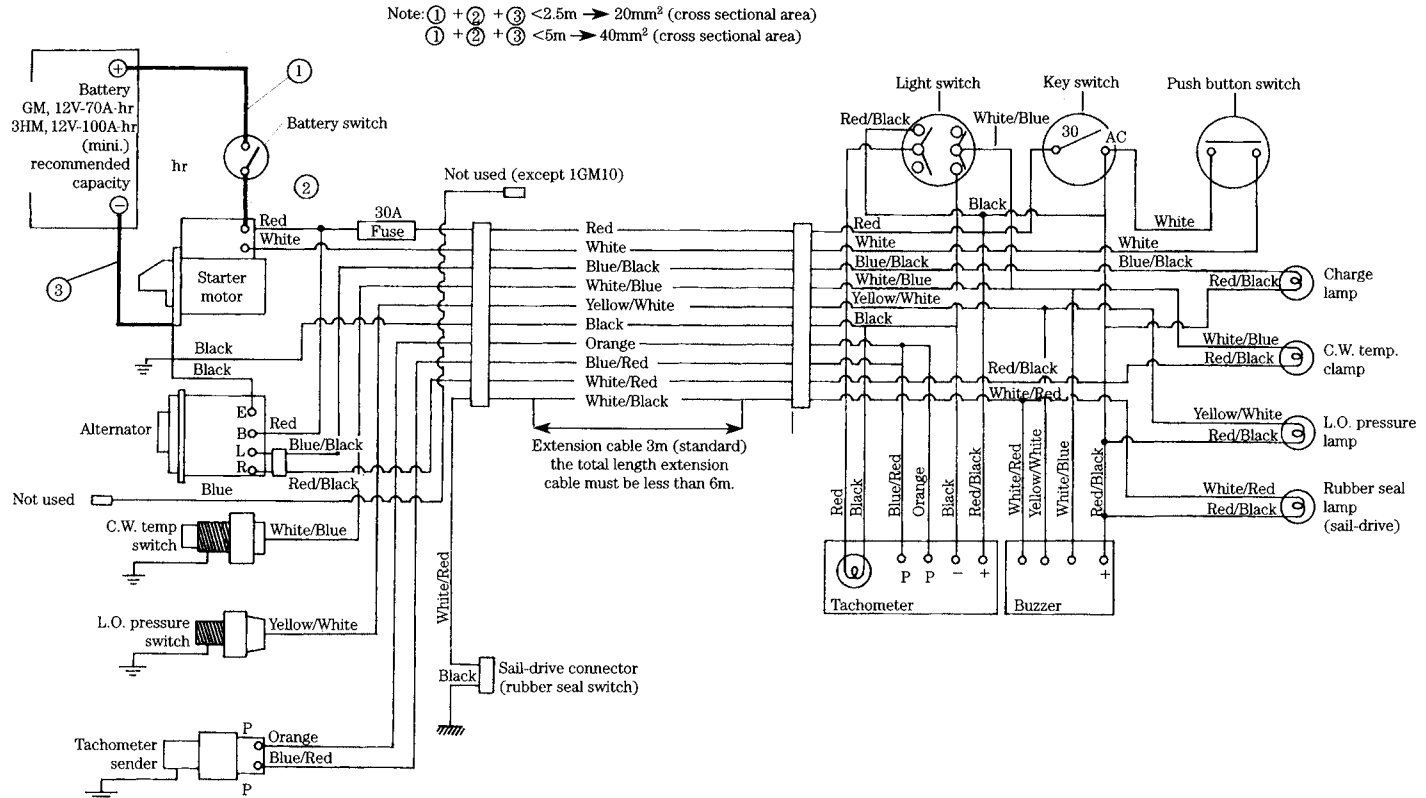 Note: ① + ② + ③ <2.5m → 20mm² (cross sectional area)
① + ② + ③ <5m → 40mm² (cross sectional area)
+
Battery
GM, 12V-70A-hr
3HM, 12V-100A-hr
(mini.)
recommended
capacity
−
hr
①
Battery switch
②
③
Red
White
30A
Fuse
Starter
motor
Black
Black
Alternator
E
B
L
R
Red
Blue/Black
Red/Black
Not used
Blue
C.W. temp
switch
White/Blue
L.O. pressure
switch
Yellow/White
Tachometer
sender
P
Orange
Blue/Red
P
Not used (except 1GM10)
Red
White
Blue/Black
White/Blue
Yellow/White
Black
Orange
Blue/Red
White/Red
White/Black
Extension cable 3m (standard)
the total length extension
cable must be less than 6m.
White/Red
Black
Sail-drive connector
(rubber seal switch)
Light switch
Key switch
Push button switch
Red/Black
White/Blue
30
AC
Black
Red
White
Blue/Black
White/Blue
Yellow/White
Black
White
White
Blue/Black
Red/Black
Charge
lamp
White/Blue
Red/Black
C.W. temp.
clamp
Red/Black
White/Red
Yellow/White
Red/Black
L.O. pressure
lamp
White/Red
Red/Black
Rubber seal
lamp
(sail-drive)
Red
Black
Blue/Red
Orange
Black
Red/Black
White/Red
Yellow/White
White/Blue
Red/Black
P
P
−
+
+
Tachometer
Buzzer